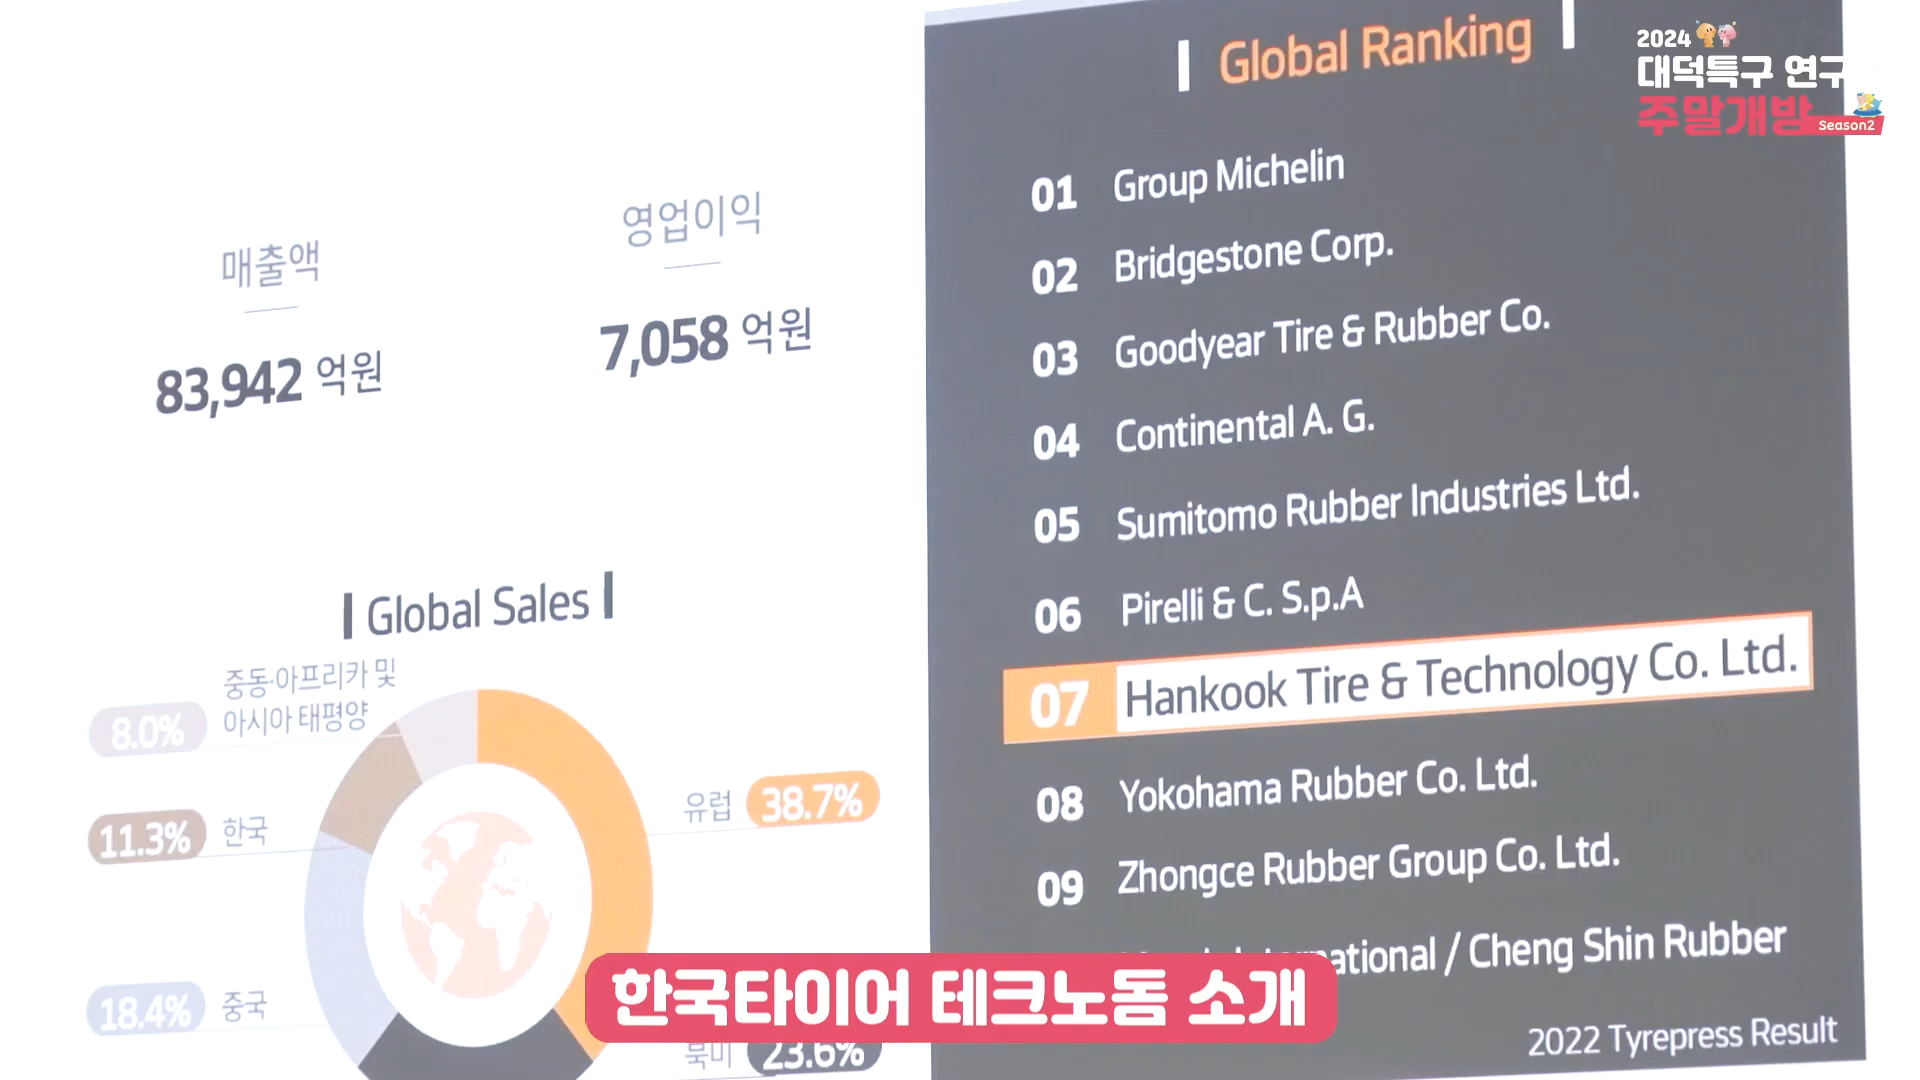 매출액
83,942 억원
영업이익
7,058 억원
Global Sales
중동·아프리카 및
아시아 태평양
8.0%
11.3% 한국
18.4% 중국
유럽 38.7%
북미 23.6%
Global Ranking
01 Group Michelin
02 Bridgestone Corp.
03 Goodyear Tire & Rubber Co.
04 Continental A. G.
05 Sumitomo Rubber Industries Ltd.
06 Pirelli & C. S.p.A
07 Hankook Tire & Technology Co. Ltd.
08 Yokohama Rubber Co. Ltd.
09 Zhongce Rubber Group Co. Ltd.
/ Cheng Shin Rubber
2022 Tyrepress Result
2024
대덕특구 연구
주말개방
Season2
한국타이어 테크노돔 소개